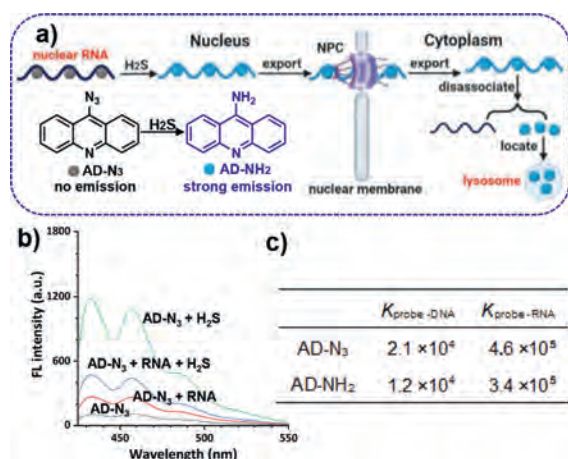 a)
nuclear RNA
H₂S
Nucleus
export
NPC
Cytoplasm
export
disassociate
locate
lysosome
nuclear membrane
N₃
N
AD-N₃
no emission
H₂S
NH₂
N
AD-NH₂
strong emission
b)
FL intensity (a.u.)
1800
1200
600
0
AD-N₃ + H₂S
AD-N₃ + RNA + H₂S
AD-N₃ + RNA
AD-N₃
450 500 550
Wavelength (nm)
c)
Kprobe-DNA Kprobe-RNA
AD-N₃ 2.1 ×10⁴ 4.6 ×10⁵
AD-NH₂ 1.2 ×10⁴ 3.4 ×10⁵